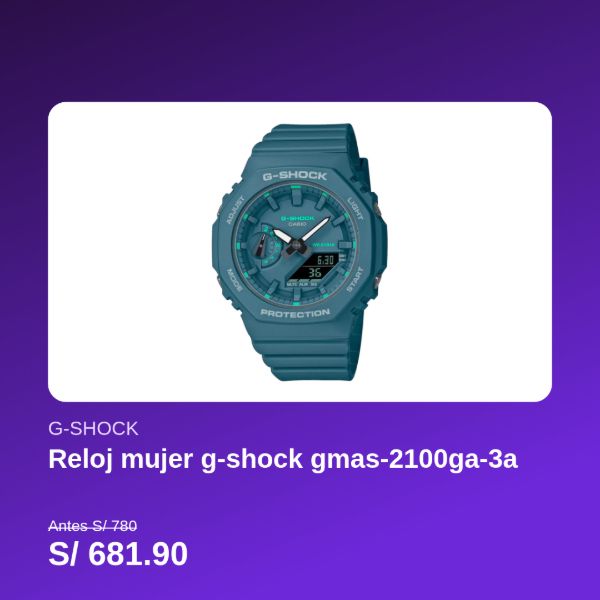 G-SHOCK
ADJUST
LIGHT
G-SHOCK
CASIO
6:30
36
MODE
START
PROTECTION
G-SHOCK
Reloj mujer g-shock gmas-2100ga-3a
Antes S/ 780
S/ 681.90